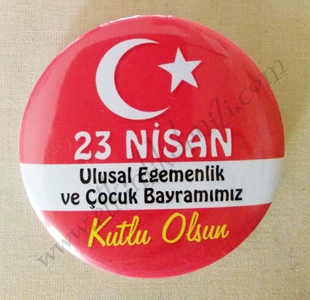 23 NİSAN
Ulusal Egemenlik
ve Çocuk Bayramımız
Kutlu Olsun